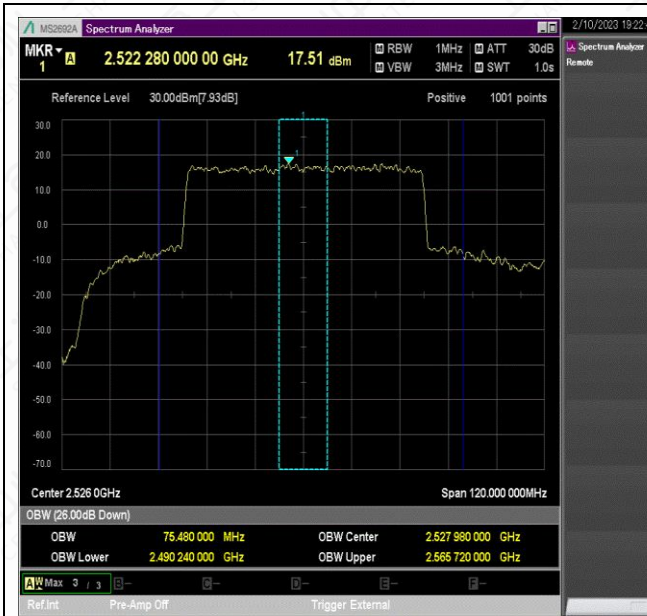 MS2692A Spectrum Analyzer
2/10/2023 19:22:
MKR 1 A 2.522 280 000 00 GHz 17.51 dBm
M RBW 1MHz M ATT 30dB
M VBW 3MHz M SWT 1.0s
Spectrum Analyzer
Remote
Reference Level 30.00dBm[7.93dB] Positive 1001 points
30.0
20.0
10.0
0.0
-10.0
-20.0
-30.0
-40.0
-50.0
-60.0
-70.0
1
1
Center 2.526 0GHz Span 120.000 000MHz
OBW (26.00dB Down)
OBW 75.480 000 MHz OBW Center 2.527 980 000 GHz
OBW Lower 2.490 240 000 GHz OBW Upper 2.565 720 000 GHz
A W Max 3 / 3 B- C- D- E- F-
Ref.Int Pre-Amp Off Trigger External